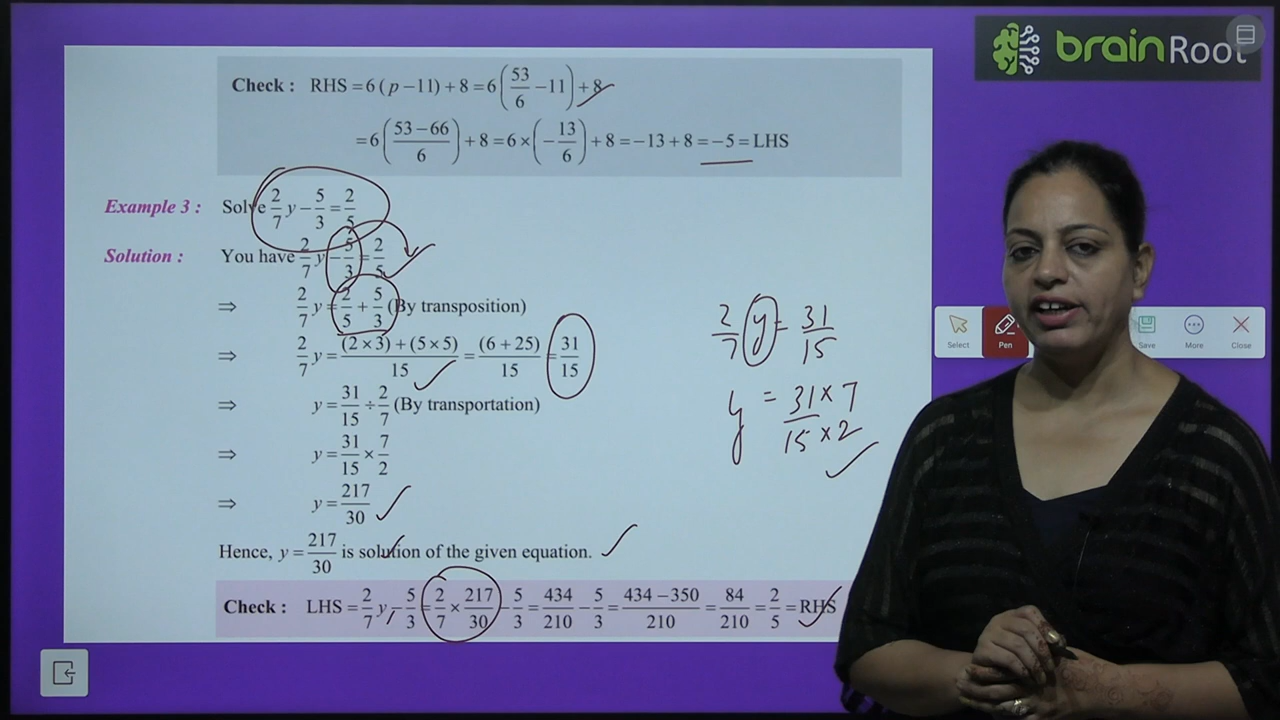 brainRoot
Check : RHS = 6 (p − 11) + 8 = 6(53/6 − 11) + 8
= 6((53 − 66)/6) + 8 = 6 × (−13/6) + 8 = −13 + 8 = −5 = LHS
Example 3 : Solve 2/7 y − 5/3 = 2/5
Solution : You have 2/7 y − 5/3 = 2/5
⇒ 2/7 y = 2/5 + 5/3 (By transposition)
⇒ 2/7 y = ((2 × 3) + (5 × 5))/15 = (6 + 25)/15 = 31/15
⇒ y = 31/15 ÷ 2/7 (By transportation)
⇒ y = 31/15 × 7/2
⇒ y = 217/30
Hence, y = 217/30 is solution of the given equation.
Check : LHS = 2/7 y − 5/3 = 2/7 × 217/30 − 5/3 = 434/210 − 5/3 = (434 − 350)/210 = 84/210 = 2/5 = RHS
2/7 y = 31/15
y = 31 × 7/15 × 2
Select Pen Save More Close